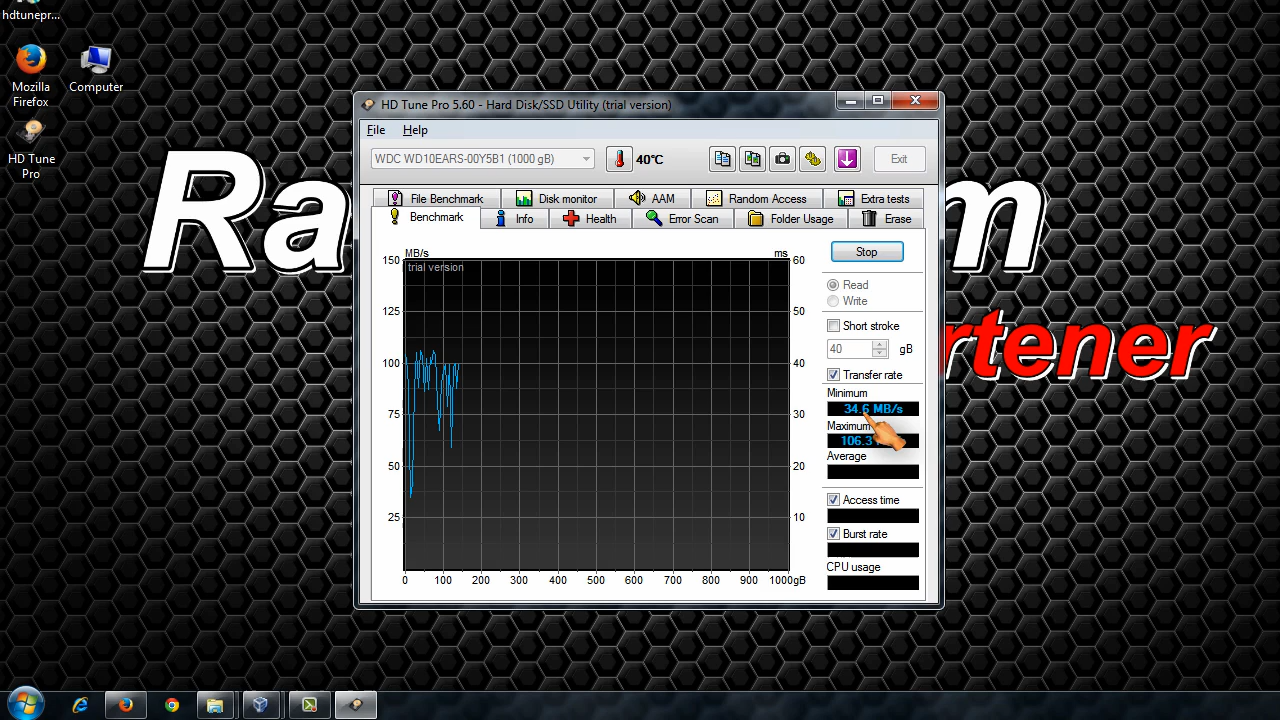 hdtunepr...
Mozilla
Firefox
Computer
HD Tune
Pro
Ra
m
rtener
HD Tune Pro 5.60 - Hard Disk/SSD Utility (trial version)
File Help
WDC WD10EARS-00Y5B1 (1000 gB)
40°C
Exit
File Benchmark Disk monitor AAM Random Access Extra tests
Benchmark Info Health Error Scan Folder Usage Erase
MB/s ms
trial version
150 60
125 50
100 40
75 30
50 20
25 10
0 100 200 300 400 500 600 700 800 900 1000gB
Stop
Read
Write
Short stroke
40 gB
Transfer rate
Minimum
34.6 MB/s
Maximum
106.3
Average
Access time
Burst rate
CPU usage